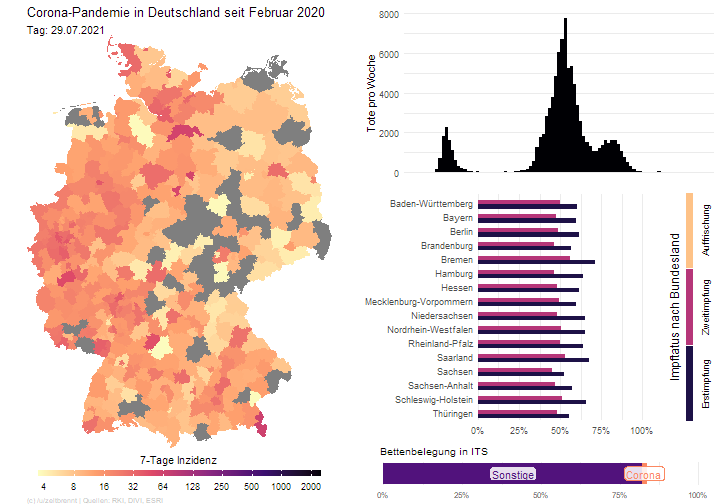 Corona-Pandemie in Deutschland seit Februar 2020
Tag: 29.07.2021
7-Tage Inzidenz
4 8 16 32 64 100 200 500 1000 2000
(c) /u/zeitbremt | Quellen: RKI, DIVI, ESRI
Tote pro Woche
8000
6000
4000
2000
0
Impfstatus nach Bundesland
Baden-Württemberg
Bayern
Berlin
Brandenburg
Bremen
Hamburg
Hessen
Mecklenburg-Vorpommern
Niedersachsen
Nordrhein-Westfalen
Rheinland-Pfalz
Saarland
Sachsen
Sachsen-Anhalt
Schleswig-Holstein
Thüringen
0% 25% 50% 75% 100%
Auffrischung
Zweitimpfung
Erstimpfung
Bettenbelegung in ITS
Sonstige Corona
0% 25% 50% 75% 100%